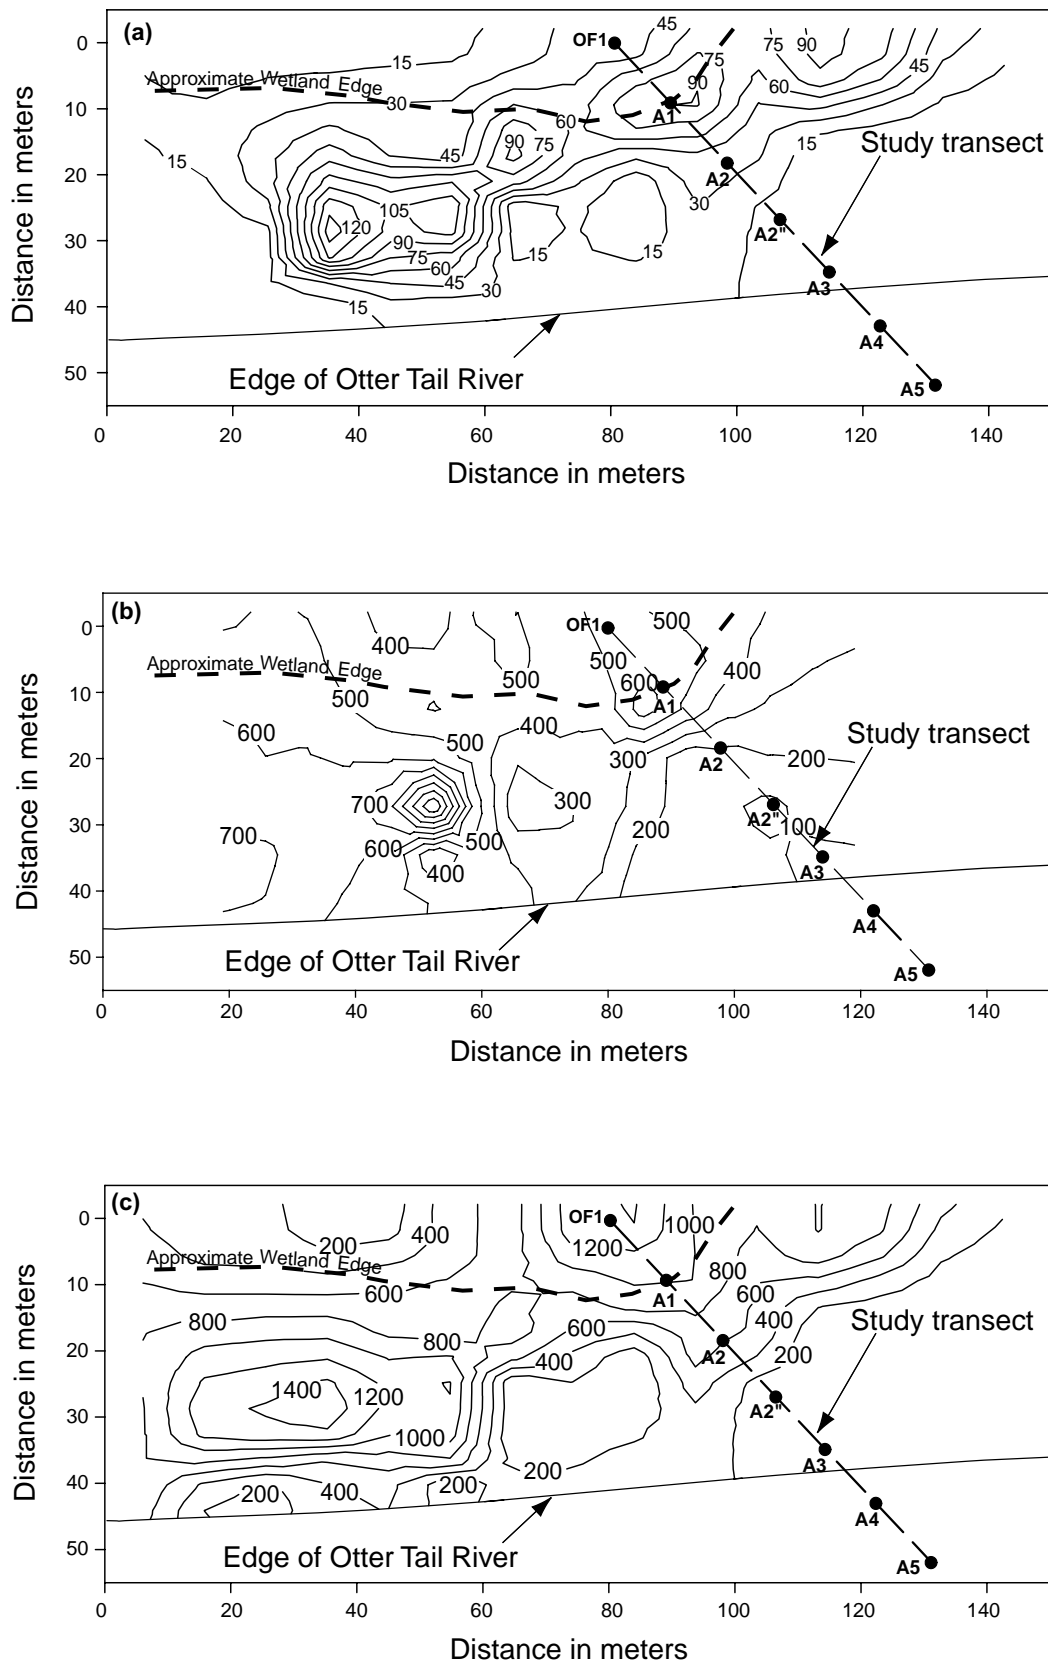 (a)
45
OF1
75
90
0
15
75
45
Approximate Wetland Edge
90
60
30
10
60
A1
Study transect
90
75
45
15
15
20
A2
105
30
120
A2"
30
90
15
15
75
60
45
30
A3
15
40
A4
Edge of Otter Tail River
50
A5
0
20
40
60
80
100
120
140
Distance in meters
Distance in meters
(b)
0
OF1
500
400
500
500
400
Approximate Wetland Edge
600
10
500
A1
400
600
500
Study transect
20
300
A2
200
700
300
A2"
100
30
200
700
600
500
400
A3
40
A4
Edge of Otter Tail River
50
A5
0
20
40
60
80
100
120
140
Distance in meters
Distance in meters
(c)
0
OF1
1000
200
400
1200
Approximate Wetland Edge
800
10
600
A1
600
800
800
600
400
Study transect
20
400
A2
200
1400
1200
A2"
30
1000
A3
200
40
200
400
200
A4
Edge of Otter Tail River
50
A5
0
20
40
60
80
100
120
140
Distance in meters
Distance in meters